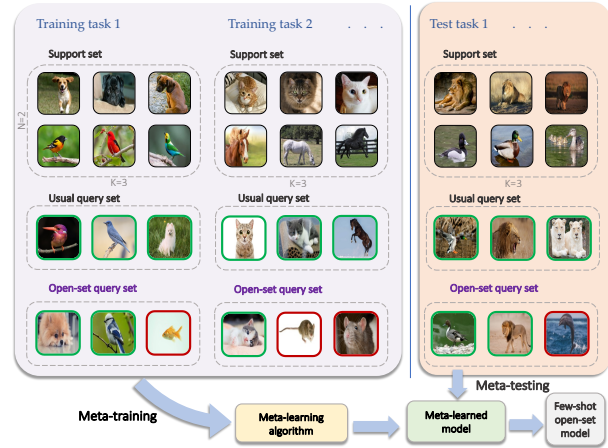 Training task 1
Training task 2
. . .
Test task 1
. . .
Support set
Support set
Support set
N=2
K=3
K=3
K=3
Usual query set
Usual query set
Usual query set
Open-set query set
Open-set query set
Open-set query set
Meta-training
Meta-testing
Meta-learning
algorithm
Meta-learned
model
Few-shot
open-set
model